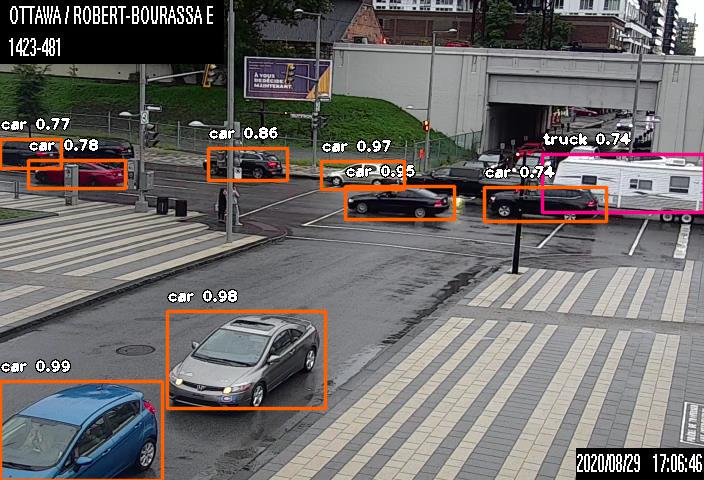 OTTAWA / ROBERT-BOURASSA E
1423-481
À VOUS
DE DÉCIDER
MAINTENANT.
car 0.77
car 0.78
car 0.86
car 0.97
car 0.95
car 0.74
truck 0.74
car 0.98
car 0.99
2020/08/29 17:06:46